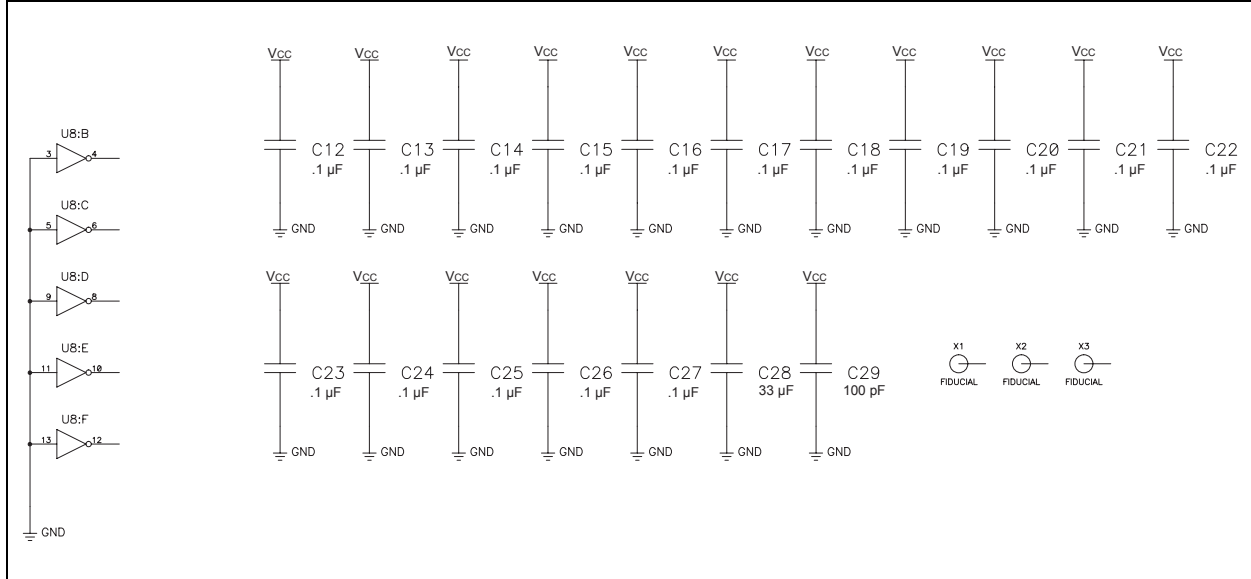 VCC VCC VCC VCC VCC VCC VCC VCC VCC VCC VCC
U8:B
3 4
C12 C13 C14 C15 C16 C17 C18 C19 C20 C21 C22
.1 µF .1 µF .1 µF .1 µF .1 µF .1 µF .1 µF .1 µF .1 µF .1 µF .1 µF
U8:C
5 6
GND GND GND GND GND GND GND GND GND GND GND
U8:D
9 8
VCC VCC VCC VCC VCC VCC VCC
U8:E
11 10
C23 C24 C25 C26 C27 C28 C29
.1 µF .1 µF .1 µF .1 µF .1 µF 33 µF 100 pF
X1 X2 X3
FIDUCIAL FIDUCIAL FIDUCIAL
U8:F
13 12
GND GND GND GND GND GND GND
GND